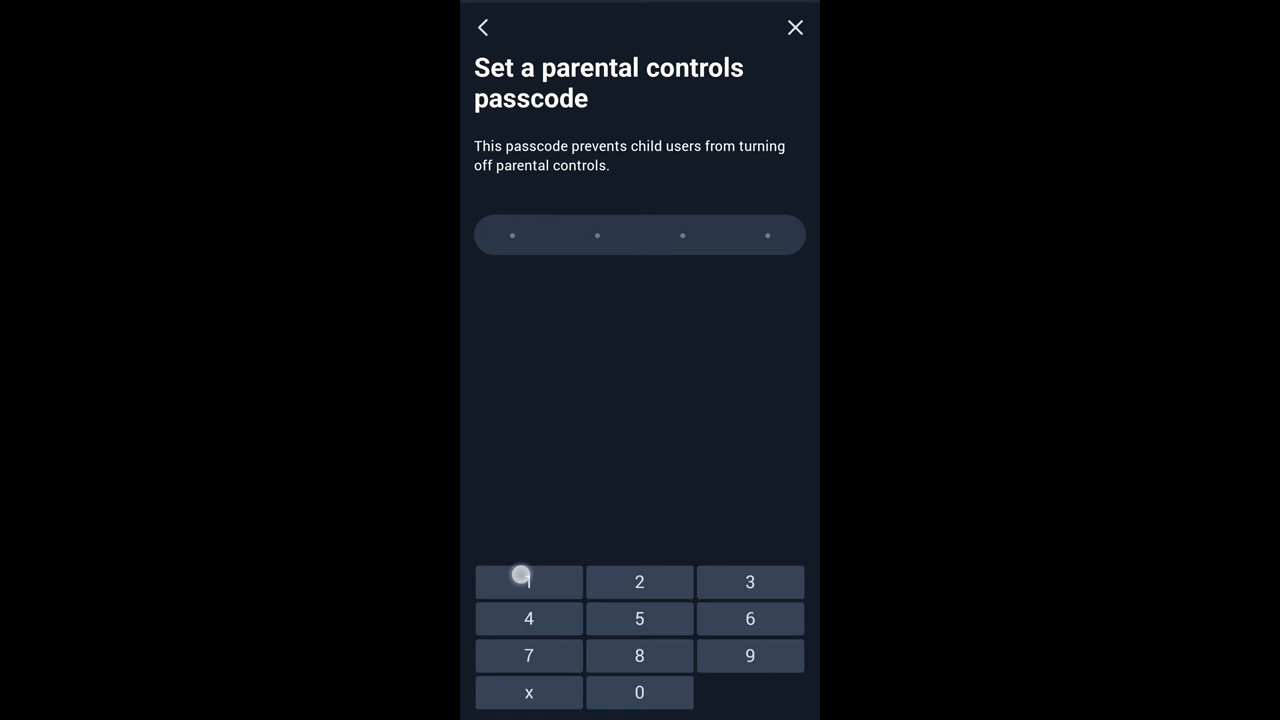 Set a parental controls
passcode
This passcode prevents child users from turning
off parental controls.
1 2 3
4 5 6
7 8 9
x 0